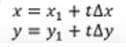 x = x₁ + tΔx
y = y₁ + tΔy